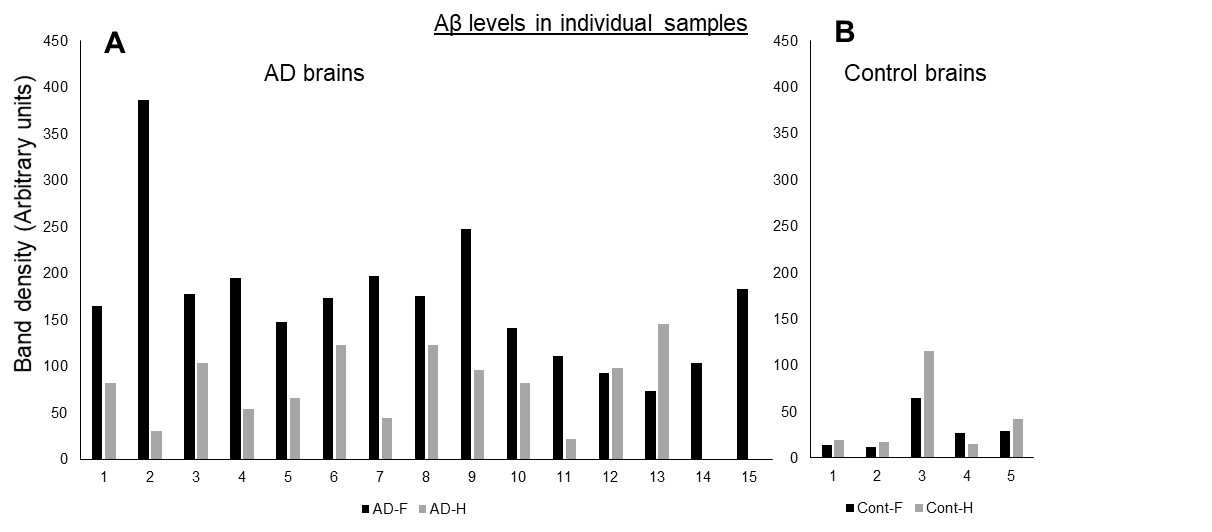 Aβ levels in individual samples
A
AD brains
Band density (Arbitrary units)
450
400
350
300
250
200
150
100
50
0
1 2 3 4 5 6 7 8 9 10 11 12 13 14 15
AD-F AD-H
B
Control brains
450
400
350
300
250
200
150
100
50
0
1 2 3 4 5
Cont-F Cont-H